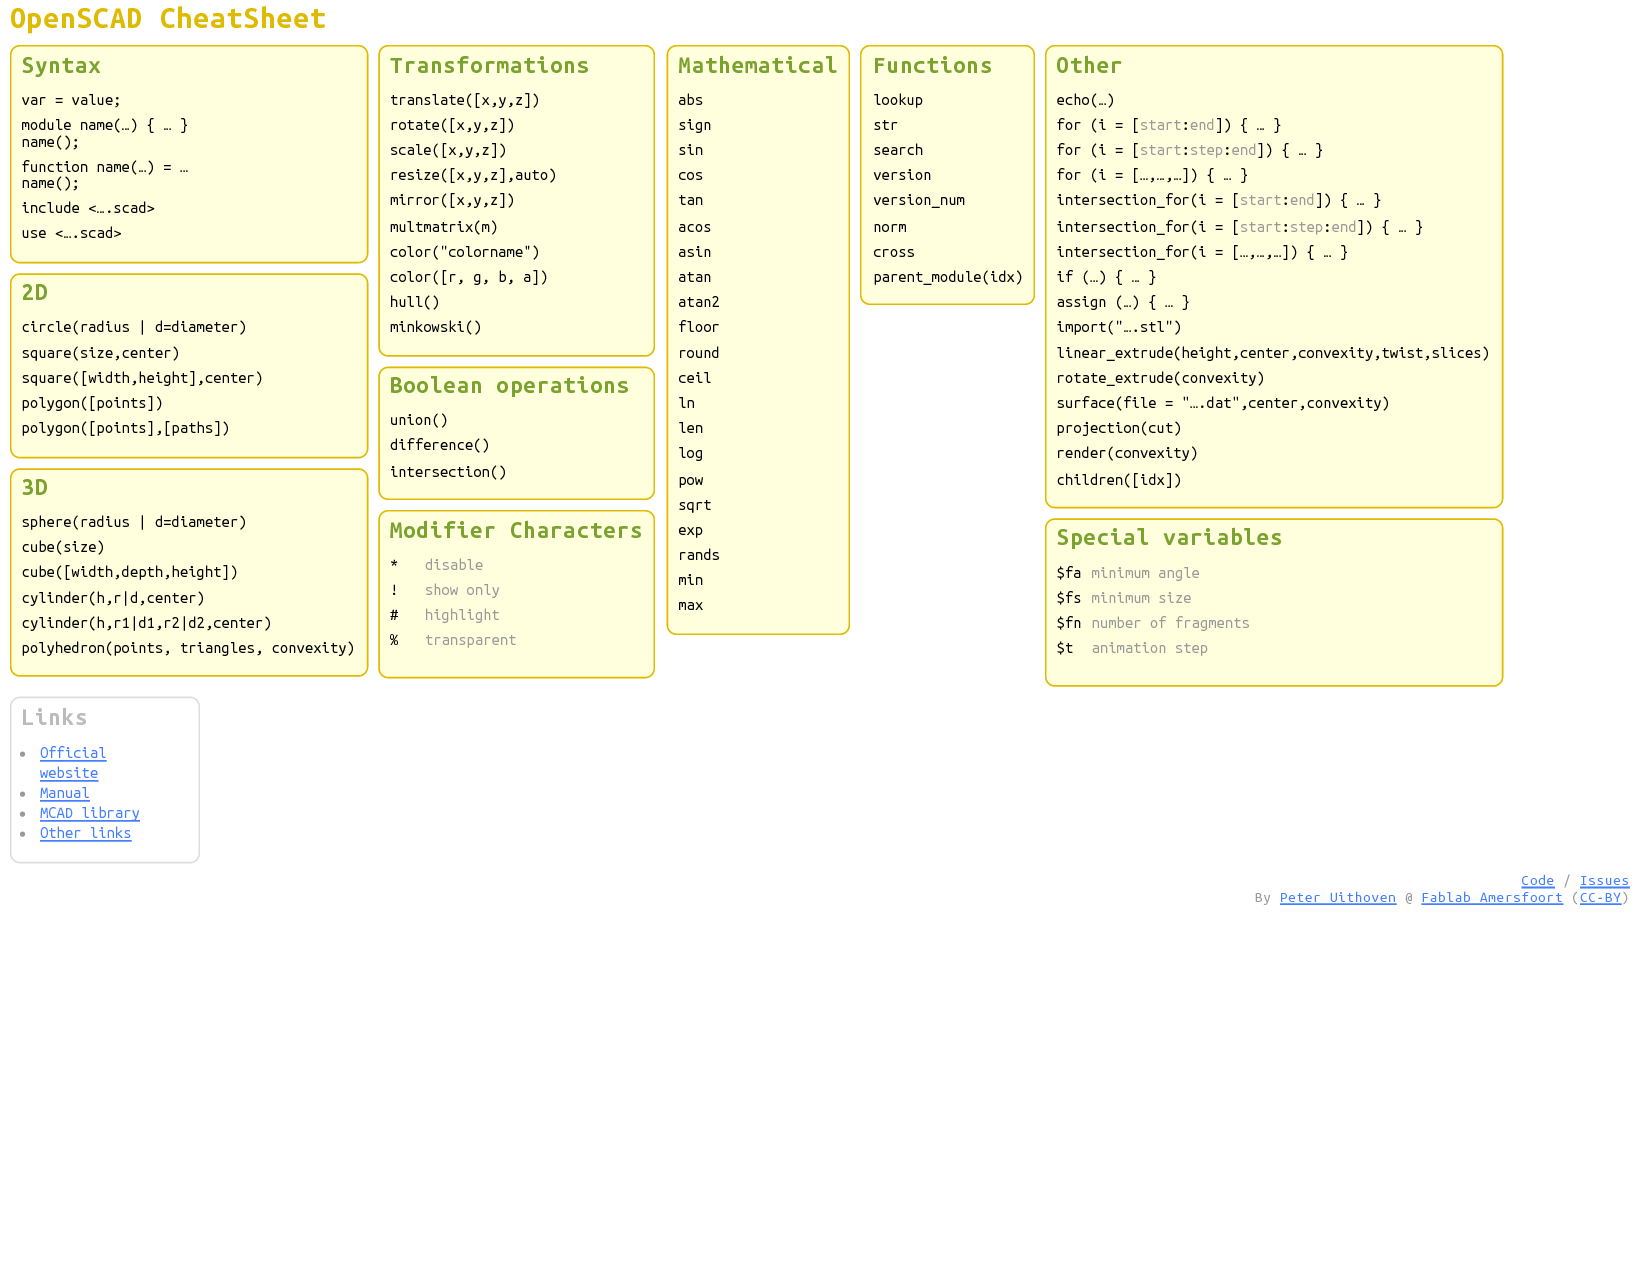 OpenSCAD CheatSheet
Syntax
var = value;
module name(…) { … }
name();
function name(…) = …
name();
include <….scad>
use <….scad>
2D
circle(radius | d=diameter)
square(size,center)
square([width,height],center)
polygon([points])
polygon([points],[paths])
3D
sphere(radius | d=diameter)
cube(size)
cube([width,depth,height])
cylinder(h,r|d,center)
cylinder(h,r1|d1,r2|d2,center)
polyhedron(points, triangles, convexity)
Transformations
translate([x,y,z])
rotate([x,y,z])
scale([x,y,z])
resize([x,y,z],auto)
mirror([x,y,z])
multmatrix(m)
color("colorname")
color([r, g, b, a])
hull()
minkowski()
Boolean operations
union()
difference()
intersection()
Modifier Characters
* disable
! show only
# highlight
% transparent
Mathematical
abs
sign
sin
cos
tan
acos
asin
atan
atan2
floor
round
ceil
ln
len
log
pow
sqrt
exp
rands
min
max
Functions
lookup
str
search
version
version_num
norm
cross
parent_module(idx)
Other
echo(…)
for (i = [start:end]) { … }
for (i = [start:step:end]) { … }
for (i = […,…,…]) { … }
intersection_for(i = [start:end]) { … }
intersection_for(i = [start:step:end]) { … }
intersection_for(i = […,…,…]) { … }
if (…) { … }
assign (…) { … }
import("….stl")
linear_extrude(height,center,convexity,twist,slices)
rotate_extrude(convexity)
surface(file = "….dat",center,convexity)
projection(cut)
render(convexity)
children([idx])
Special variables
$fa minimum angle
$fs minimum size
$fn number of fragments
$t animation step
Links
• Official
website
• Manual
• MCAD library
• Other links
Code / Issues
By Peter Uithoven @ Fablab Amersfoort (CC-BY)